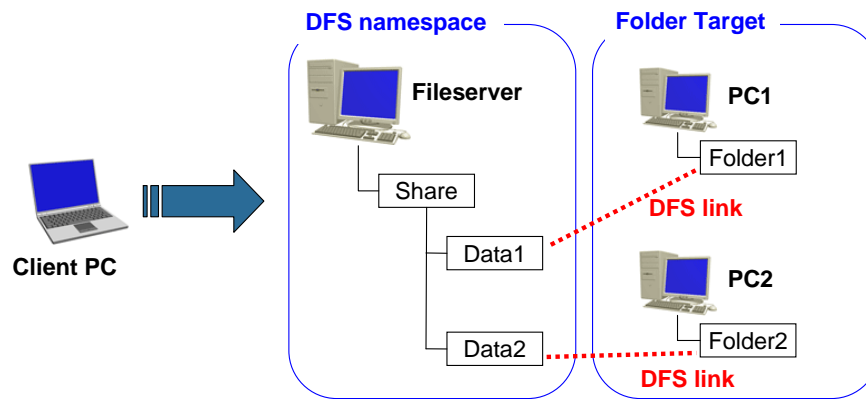 DFS namespace
Folder Target
Fileserver
PC1
Folder1
Share
DFS link
Data1
Client PC
PC2
Data2
Folder2
DFS link